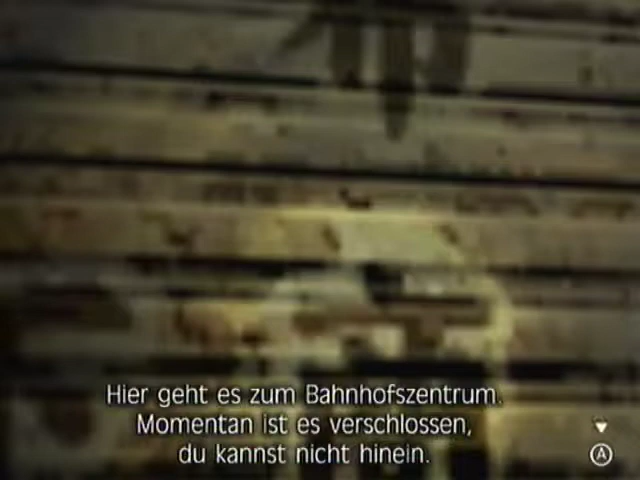 Hier geht es zum Bahnhofszentrum.
Momentan ist es verschlossen,
du kannst nicht hinein.
A